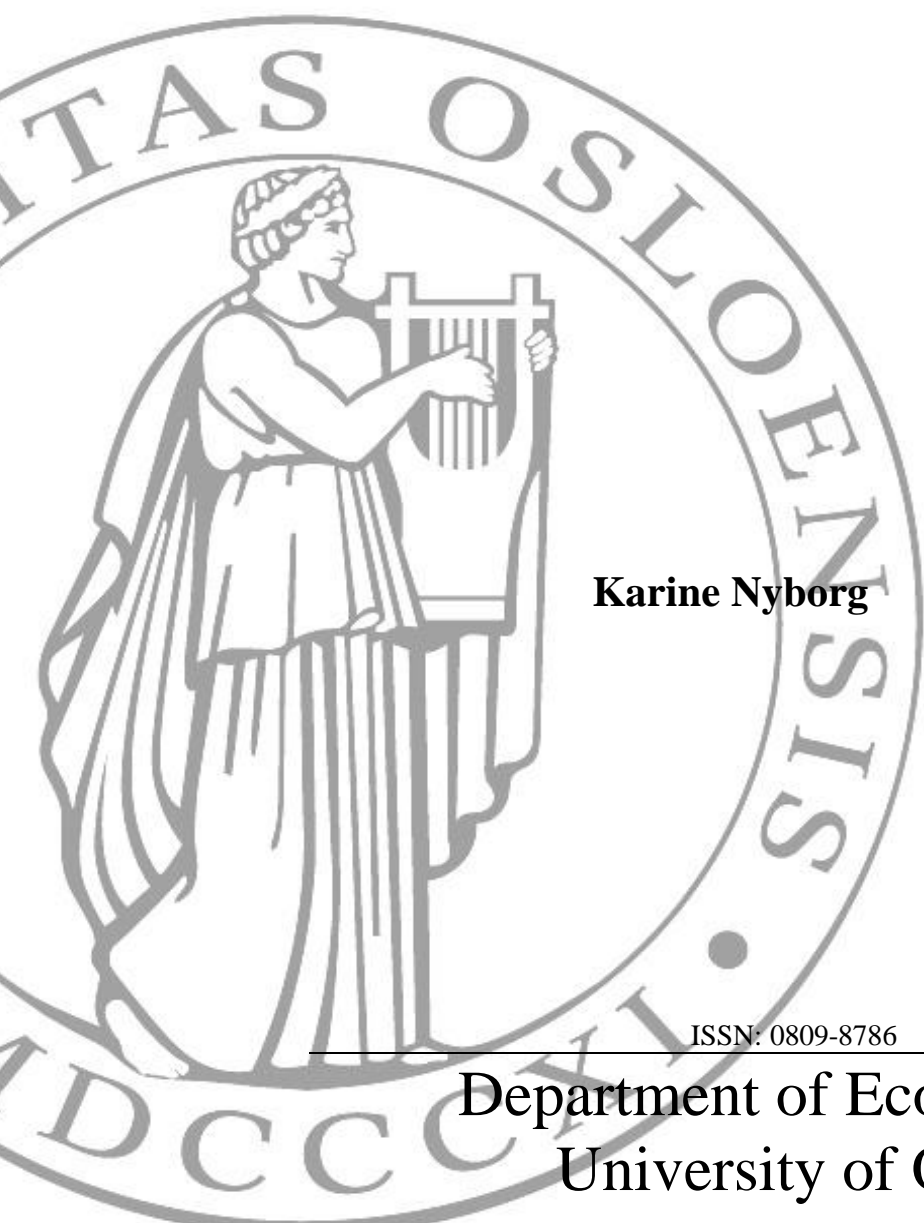 ITAS OSLOENSIS
MDCCCXI
Karine Nyborg
ISSN: 0809-8786
Department of Eco
University of